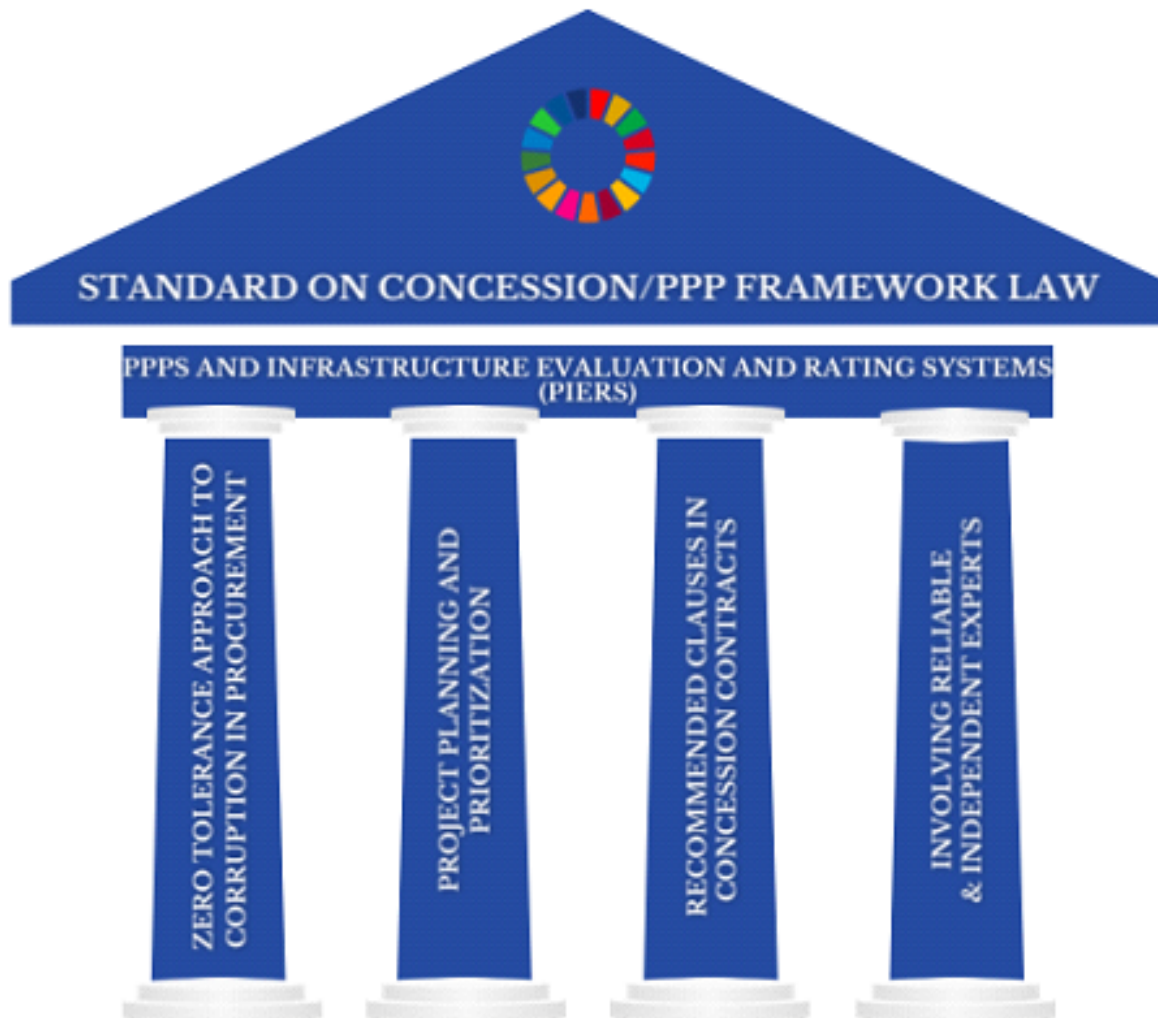 STANDARD ON CONCESSION/PPP FRAMEWORK LAW
PPPS AND INFRASTRUCTURE EVALUATION AND RATING SYSTEMS
(PIERS)
ZERO TOLERANCE APPROACH TO
CORRUPTION IN PROCUREMENT
PROJECT PLANNING AND
PRIORITIZATION
RECOMMENDED CLAUSES IN
CONCESSION CONTRACTS
INVOLVING RELIABLE
& INDEPENDENT EXPERTS